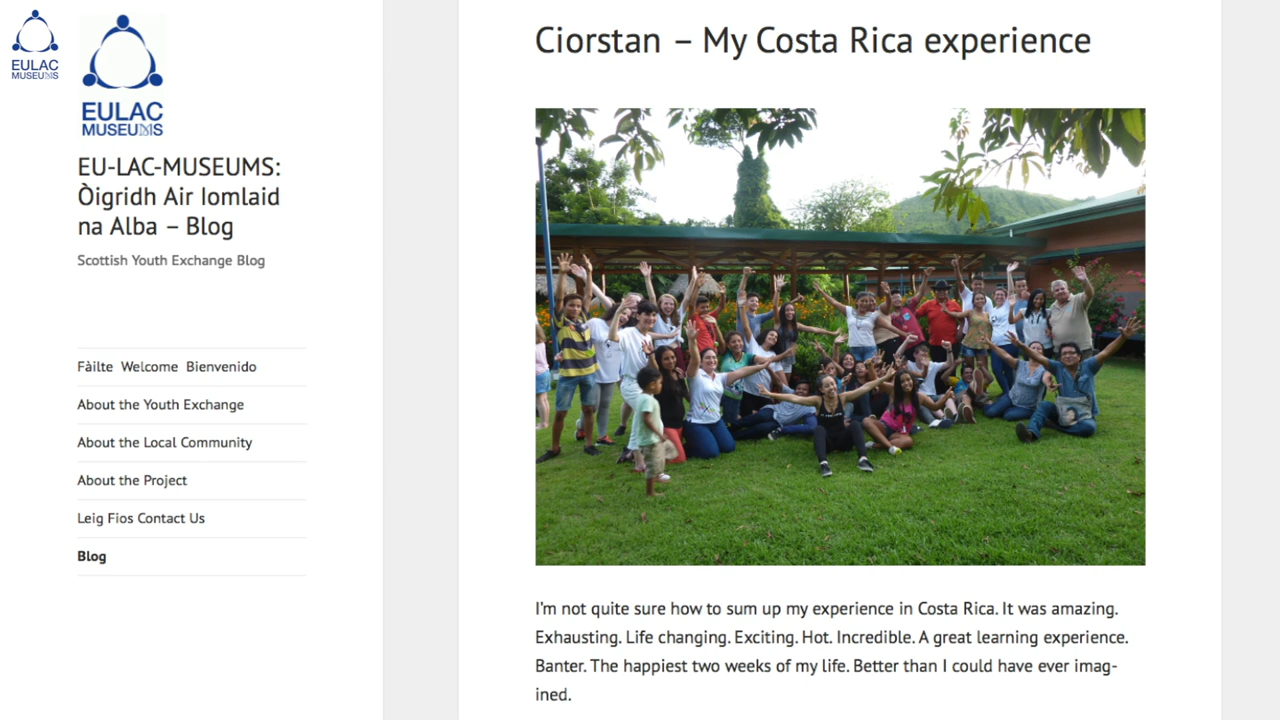 EULAC
MUSEUMS
EULAC
MUSEUMS
EU-LAC-MUSEUMS:
Òigridh Air Iomlaid
na Alba – Blog
Scottish Youth Exchange Blog
Fàilte Welcome Bienvenido
About the Youth Exchange
About the Local Community
About the Project
Leig Fios Contact Us
Blog
Ciorstan – My Costa Rica experience
I'm not quite sure how to sum up my experience in Costa Rica. It was amazing.
Exhausting. Life changing. Exciting. Hot. Incredible. A great learning experience.
Banter. The happiest two weeks of my life. Better than I could have ever imag-
ined.